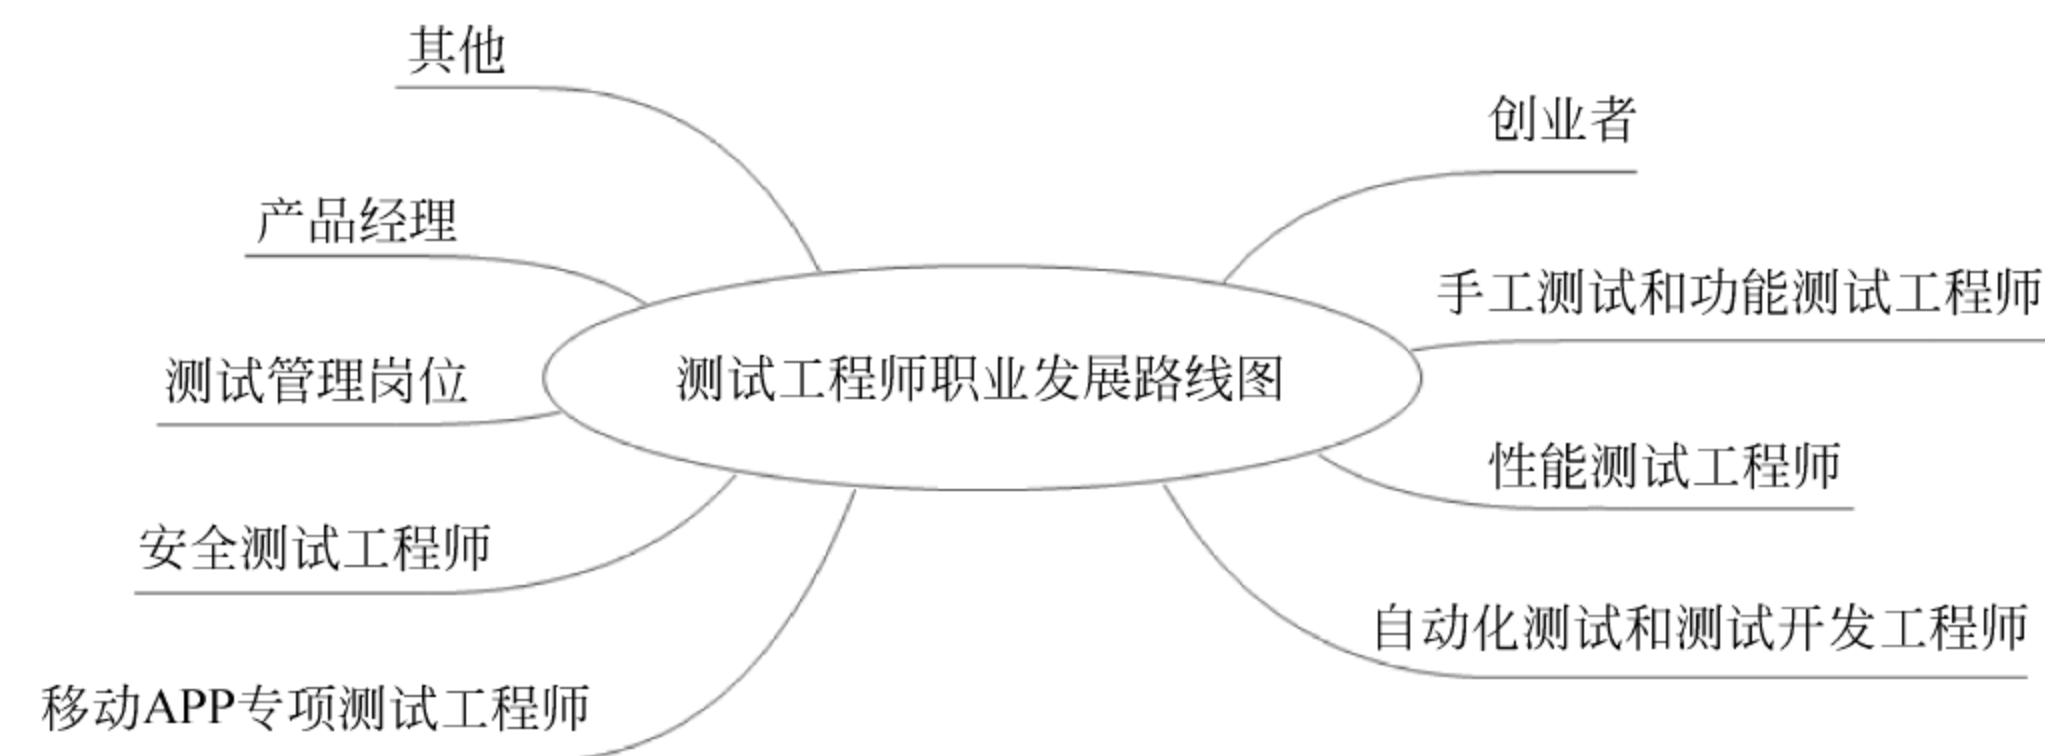 其他
创业者
产品经理
手工测试和功能测试工程师
测试管理岗位
测试工程师职业发展路线图
性能测试工程师
安全测试工程师
自动化测试和测试开发工程师
移动APP专项测试工程师